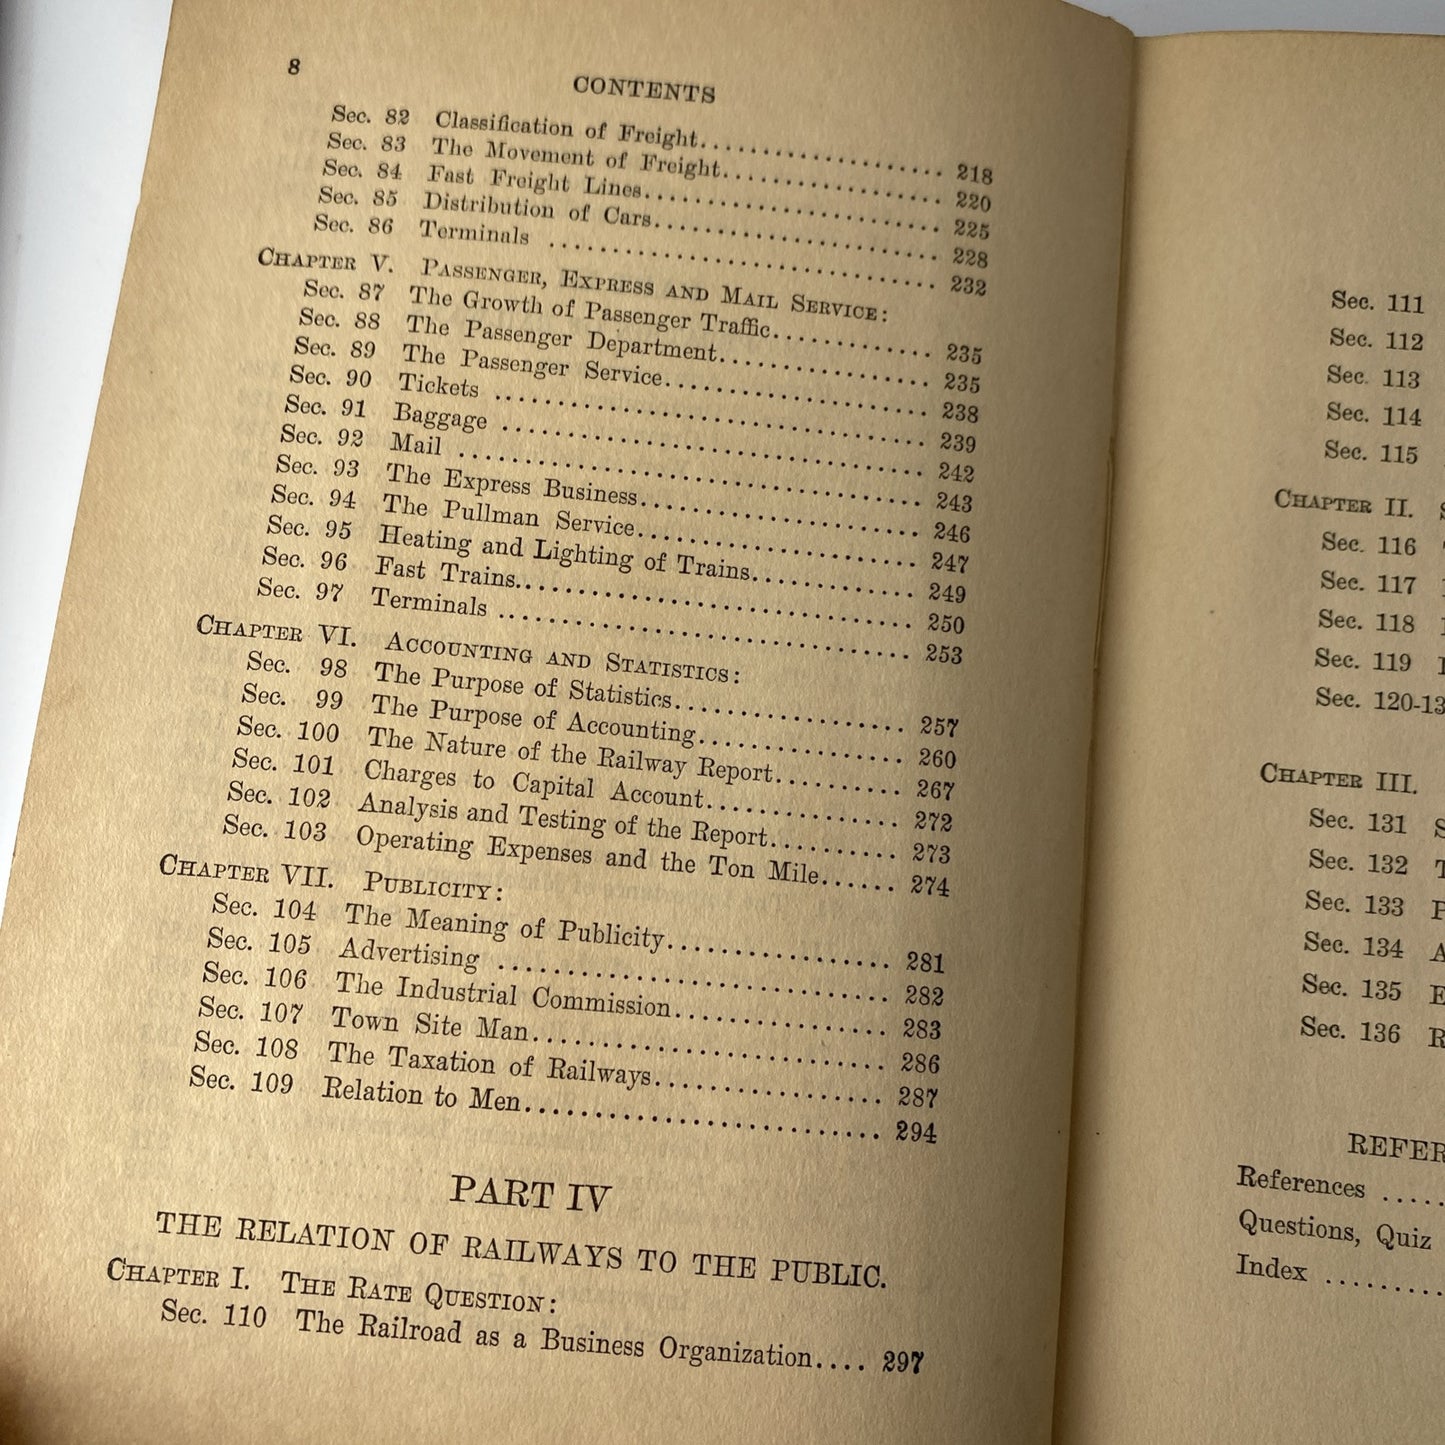 8
CONTENTS
Sec. 82 Classification of Freight.................... 218
Sec. 83 The Movement of Freight.................. 220
Sec. 84 Fast Freight Lines........................ 225
Sec. 85 Distribution of Cars....................... 228
Sec. 86 Terminals ............................... 232
CHAPTER V. PASSENGER, EXPRESS AND MAIL SERVICE:
Sec. 87 The Growth of Passenger Traffic............. 235
Sec. 88 The Passenger Department................. 235
Sec. 89 The Passenger Service..................... 238
Sec. 90 Tickets .................................. 239
Sec. 91 Baggage ................................. 242
Sec. 92 Mail .................................... 243
Sec. 93 The Express Business...................... 246
Sec. 94 The Pullman Service...................... 247
Sec. 95 Heating and Lighting of Trains............. 249
Sec. 96 Fast Trains............................... 250
Sec. 97 Terminals ................................ 253
CHAPTER VI. ACCOUNTING AND STATISTICS:
Sec. 98 The Purpose of Statistics.................. 257
Sec. 99 The Purpose of Accounting................ 260
Sec. 100 The Nature of the Railway Report.......... 267
Sec. 101 Charges to Capital Account................ 272
Sec. 102 Analysis and Testing of the Report.......... 273
Sec. 103 Operating Expenses and the Ton Mile...... 274
CHAPTER VII. PUBLICITY:
Sec. 104 The Meaning of Publicity.................. 281
Sec. 105 Advertising .............................. 282
Sec. 106 The Industrial Commission................. 283
Sec. 107 Town Site Man............................ 286
Sec. 108 The Taxation of Railways................... 287
Sec. 109 Relation to Men........................... 294
PART IV
THE RELATION OF RAILWAYS TO THE PUBLIC.
CHAPTER I. THE RATE QUESTION:
Sec. 110 The Railroad as a Business Organization.... 297
Sec. 111
Sec. 112
Sec. 113
Sec. 114
Sec. 115
CHAPTER II.
Sec. 116
Sec. 117
Sec. 118
Sec. 119
Sec. 120-13
CHAPTER III.
Sec. 131
Sec. 132
Sec. 133
Sec. 134
Sec. 135
Sec. 136
REFER
References .....
Questions, Quiz
Index .........